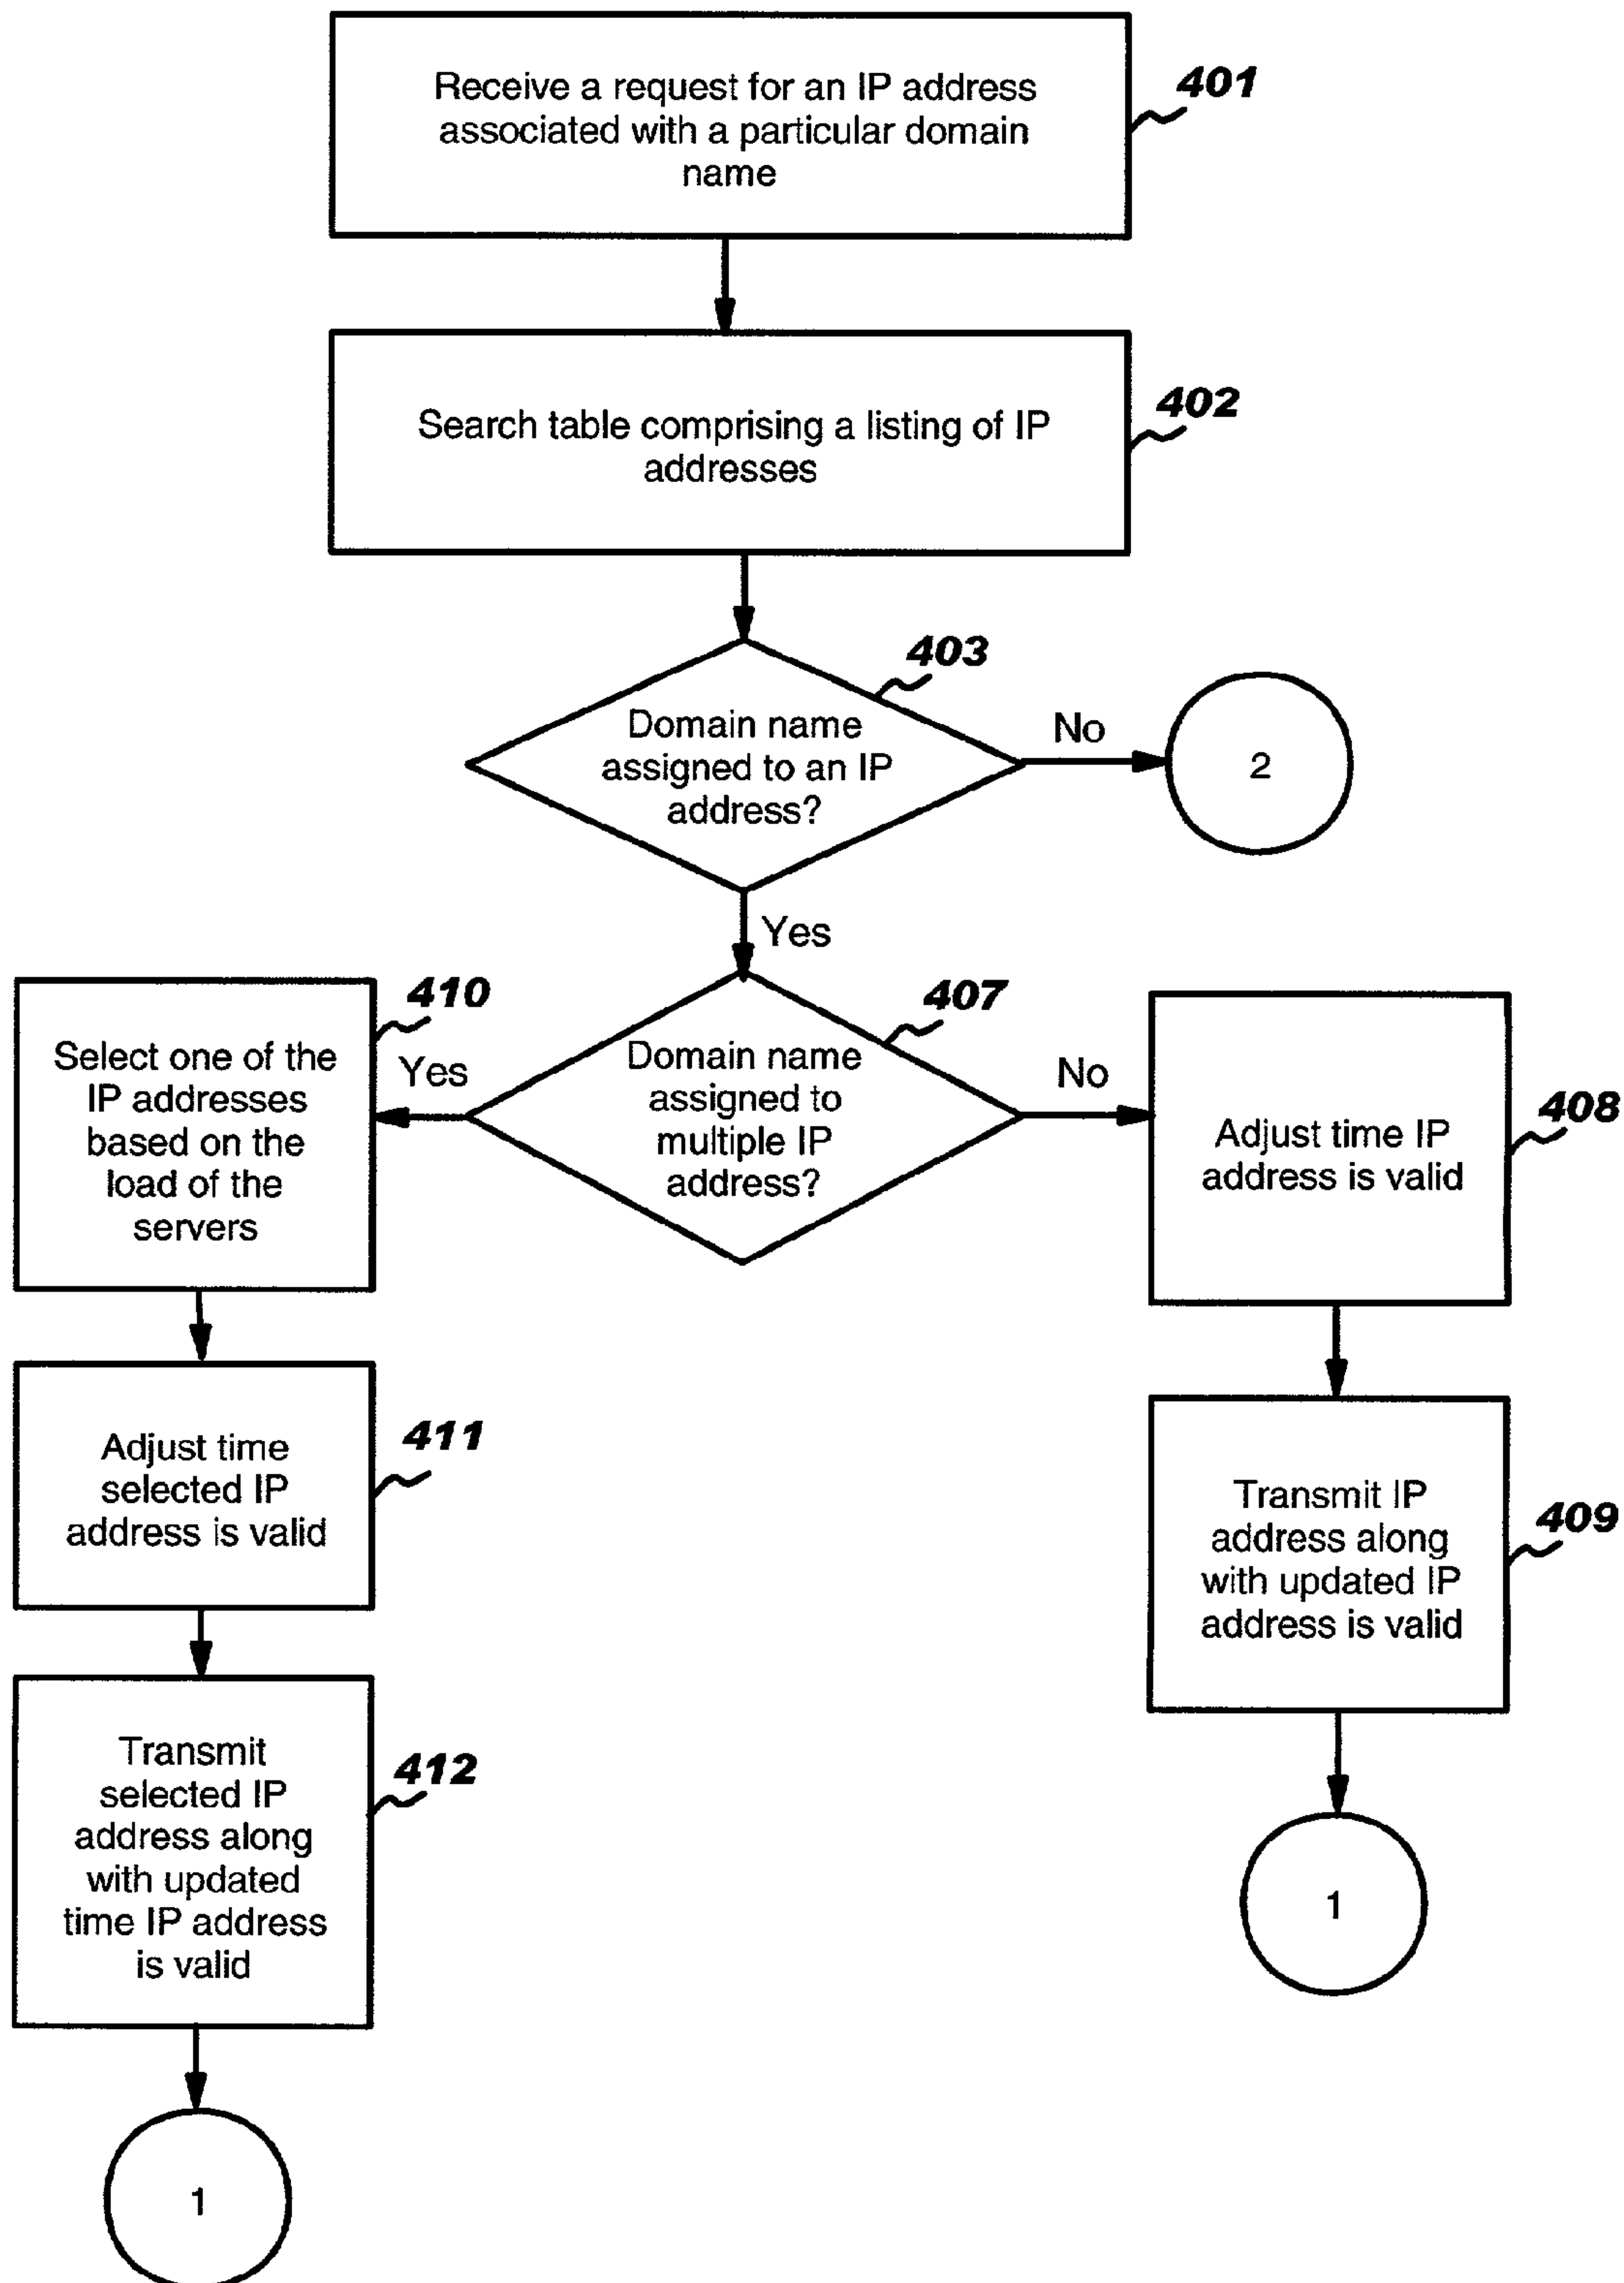 Receive a request for an IP address
associated with a particular domain
name
401
Search table comprising a listing of IP
addresses
402
403
Domain name
assigned to an IP
address?
No
2
Yes
410
Select one of the
IP addresses
based on the
load of the
servers
Yes
407
Domain name
assigned to
multiple IP
address?
No
408
Adjust time IP
address is valid
411
Adjust time
selected IP
address is valid
409
Transmit IP
address along
with updated IP
address is valid
412
Transmit
selected IP
address along
with updated
time IP address
is valid
1
1